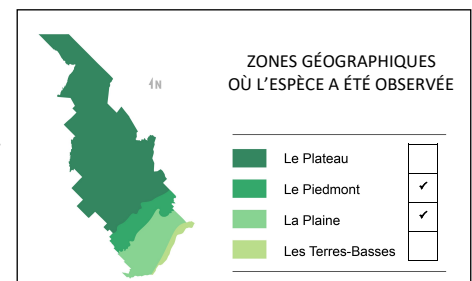 ZONES GÉOGRAPHIQUES
OÙ L'ESPÈCE A ÉTÉ OBSERVÉE
N
Le Plateau
Le Piedmont ✓
La Plaine ✓
Les Terres-Basses